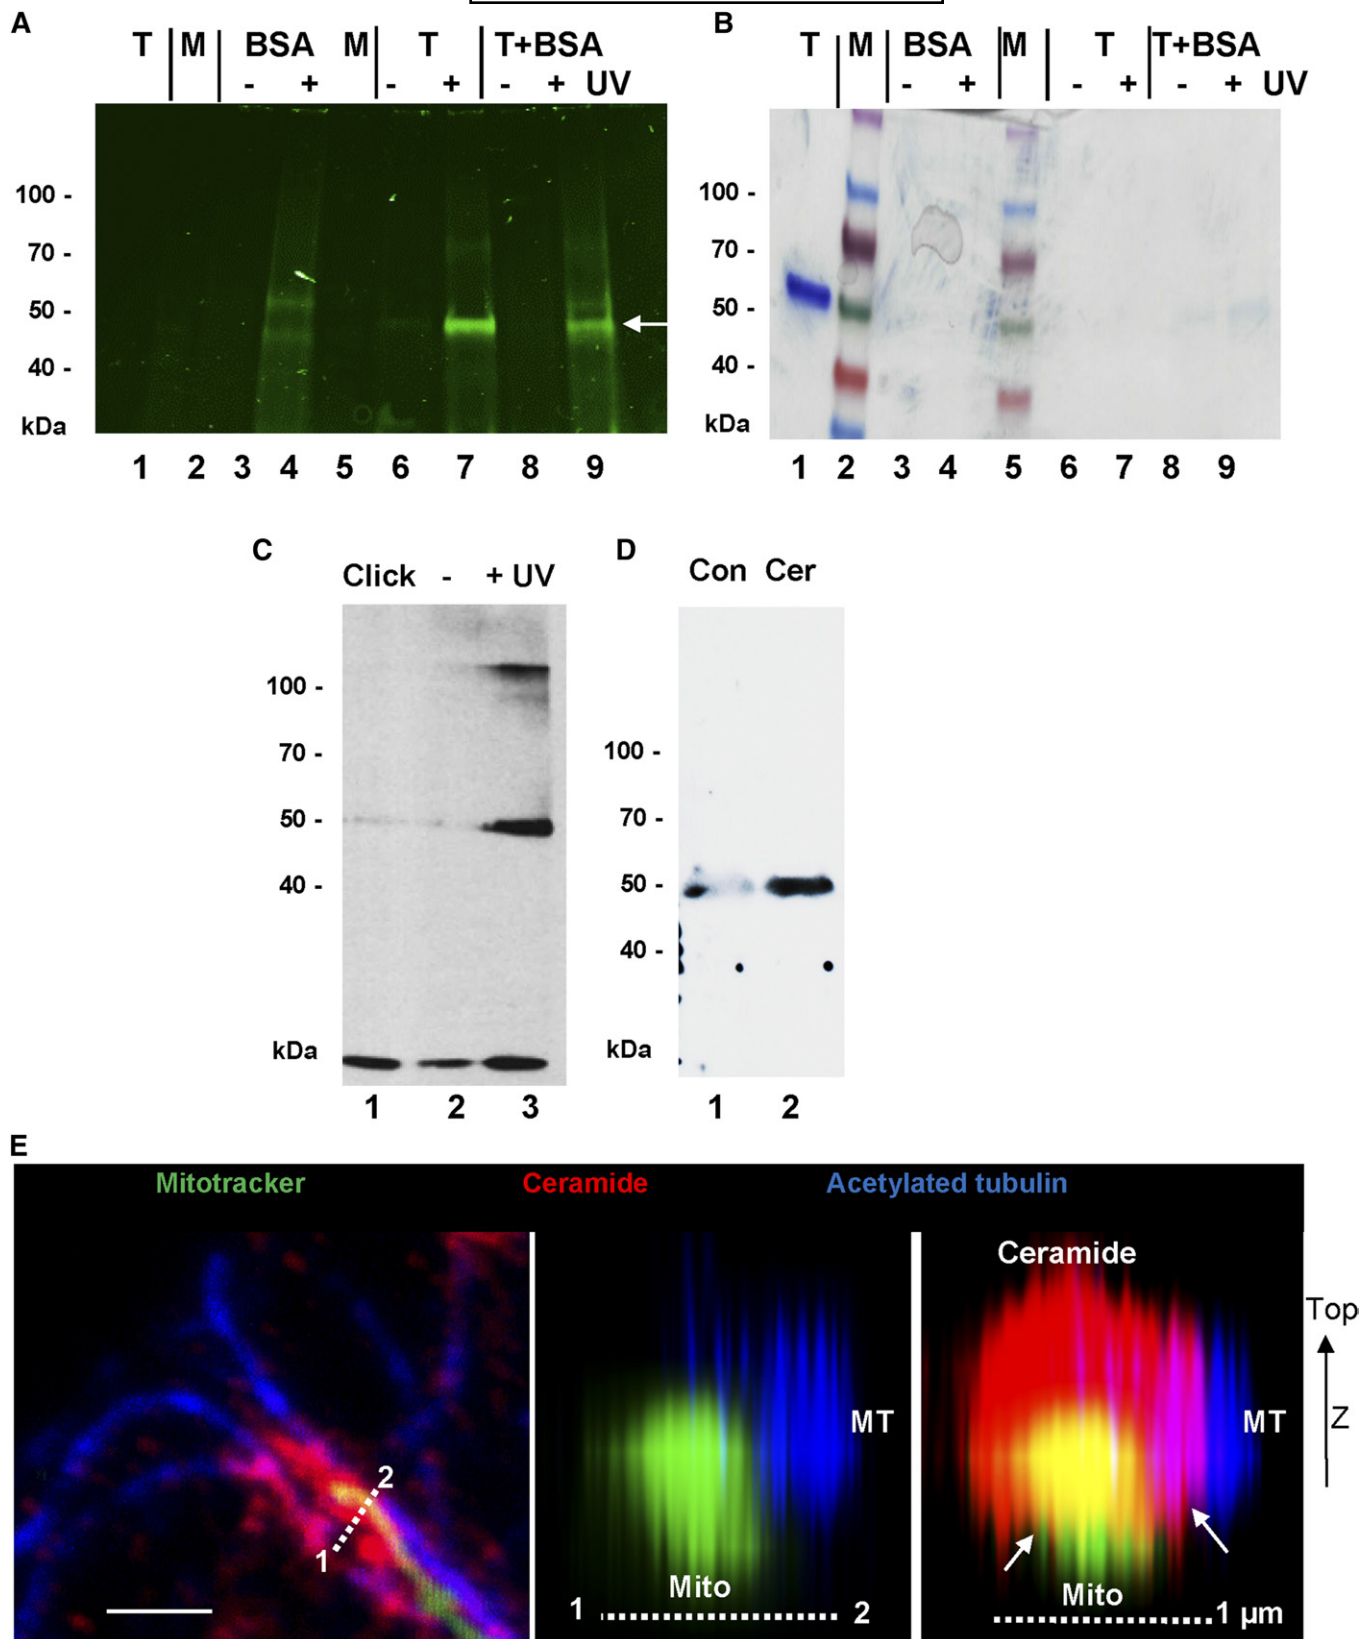 A
T M BSA M T T+BSA
- + - + - + UV
100 -
70 -
50 -
40 -
kDa
1 2 3 4 5 6 7 8 9
B
T M BSA M T T+BSA
- + - + - + UV
100 -
70 -
50 -
40 -
kDa
1 2 3 4 5 6 7 8 9
C
Click - + UV
100 -
70 -
50 -
40 -
kDa
1 2 3
D
Con Cer
100 -
70 -
50 -
40 -
kDa
1 2
E
Mitotracker Ceramide Acetylated tubulin
2
1
MT
Mito
1 2
Ceramide
MT
Mito
1 µm
Top
Z